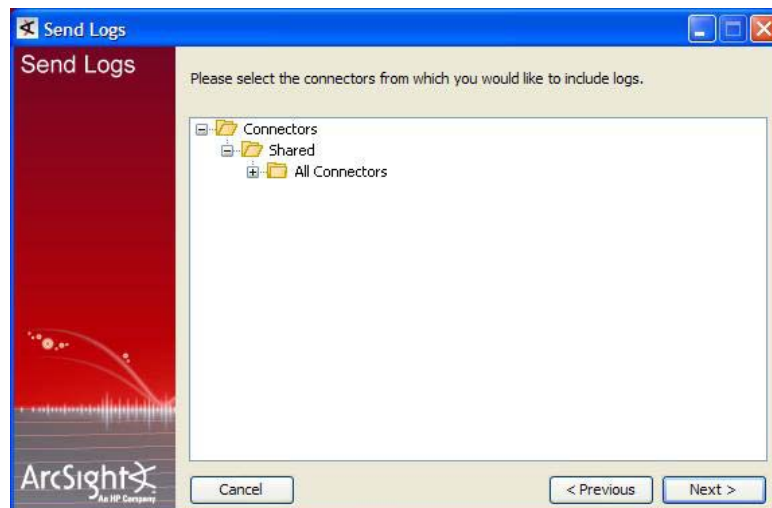 Send Logs
Send Logs
Please select the connectors from which you would like to include logs.
Connectors
Shared
All Connectors
ArcSight
An HP Company
Cancel
< Previous
Next >